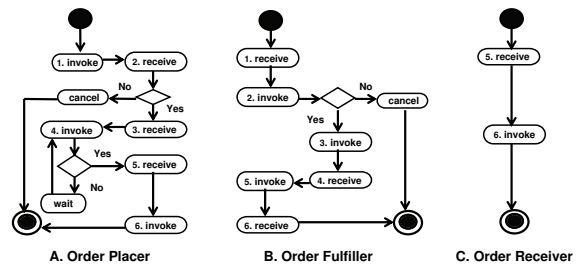 1. invoke
2. receive
No
cancel
Yes
4. invoke
3. receive
Yes
5. receive
No
wait
6. invoke
A. Order Placer
1. receive
2. invoke
No
cancel
Yes
3. invoke
5. invoke
4. receive
6. receive
B. Order Fulfiller
5. receive
6. invoke
C. Order Receiver